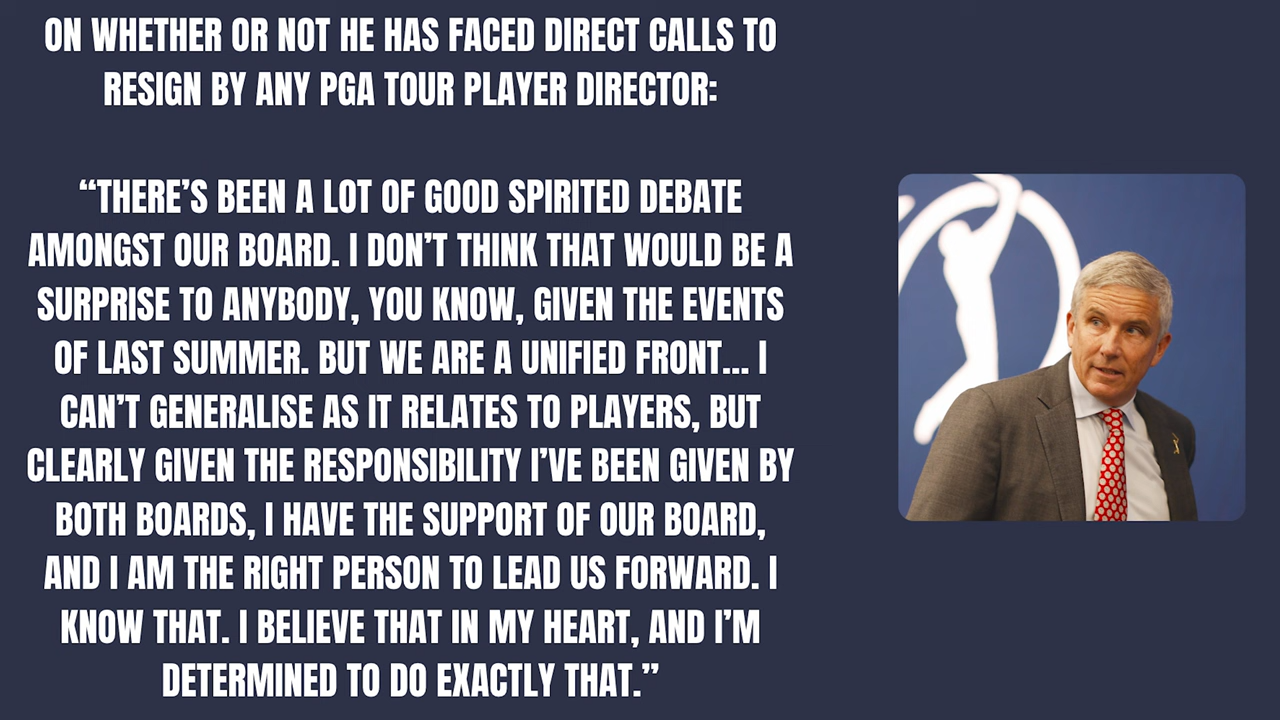 ON WHETHER OR NOT HE HAS FACED DIRECT CALLS TO
RESIGN BY ANY PGA TOUR PLAYER DIRECTOR:
“THERE’S BEEN A LOT OF GOOD SPIRITED DEBATE
AMONGST OUR BOARD. I DON’T THINK THAT WOULD BE A
SURPRISE TO ANYBODY, YOU KNOW, GIVEN THE EVENTS
OF LAST SUMMER. BUT WE ARE A UNIFIED FRONT... I
CAN’T GENERALISE AS IT RELATES TO PLAYERS, BUT
CLEARLY GIVEN THE RESPONSIBILITY I’VE BEEN GIVEN BY
BOTH BOARDS, I HAVE THE SUPPORT OF OUR BOARD,
AND I AM THE RIGHT PERSON TO LEAD US FORWARD. I
KNOW THAT. I BELIEVE THAT IN MY HEART, AND I’M
DETERMINED TO DO EXACTLY THAT.”